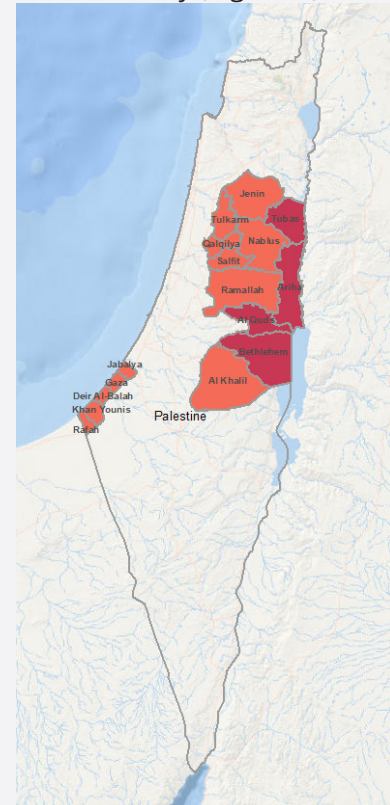 Jenin
Tubas
Tulkarm
Nablus
Qalqilya
Salfit
Ramallah
Ariha
Al Quds
Bethlehem
Al Khalil
Jabalya
Gaza
Deir Al-Balah
Khan Younis
Rafah
Palestine